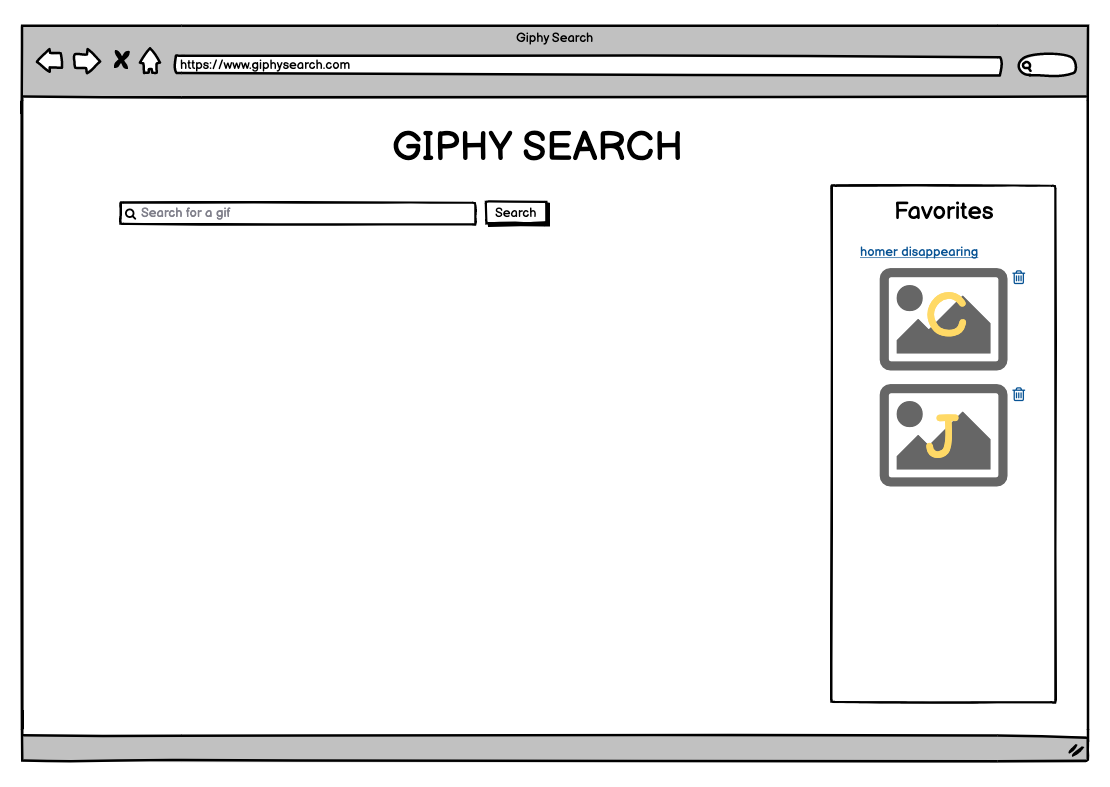 Giphy Search
https://www.giphysearch.com
GIPHY SEARCH
Search for a gif
Search
Favorites
homer disappearing
C
J